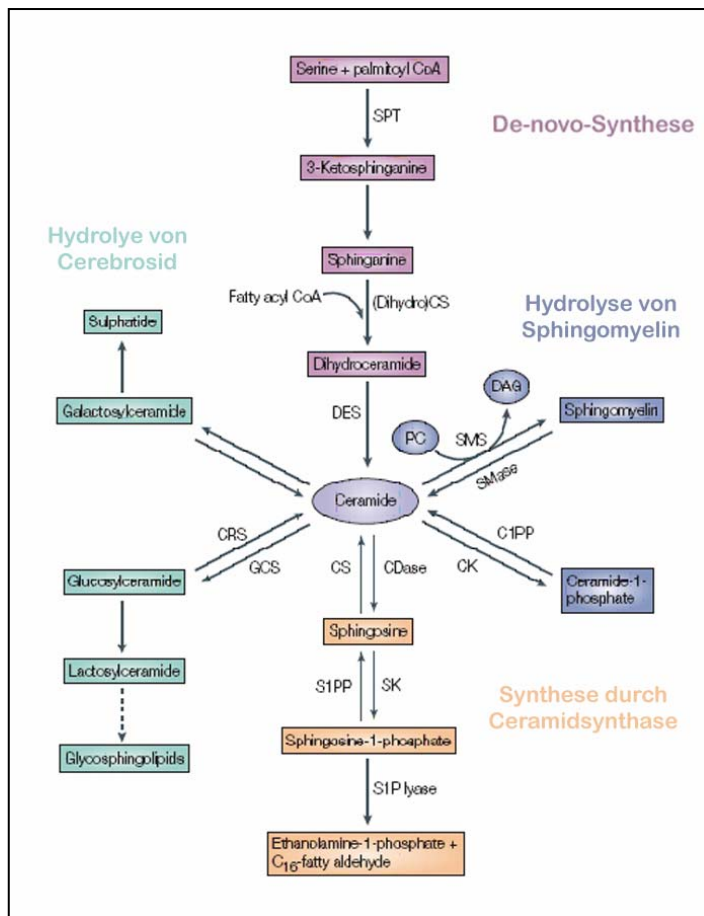 Serine + palmitoyl CoA
SPT
De-novo-Synthese
3-Ketosphinganine
Hydrolye von
Cerebrosid
Sphinganine
Fatty acyl CoA
(Dihydro)CS
Hydrolyse von
Sphingomyelin
Sulphatide
Dihydroceramide
DAG
Galactosylceramide
DES
PC
SMS
Sphingomyelin
SMase
Ceramide
CRS
C1PP
GCS
CS
CDase
CK
Glucosylceramide
Ceramide-1-
phosphate
Sphingosine
Lactosylceramide
S1PP
SK
Synthese durch
Ceramidsynthase
Sphingosine-1-phosphate
Glycosphingolipids
S1P lyase
Ethanolamine-1-phosphate +
C16-fatty aldehyde